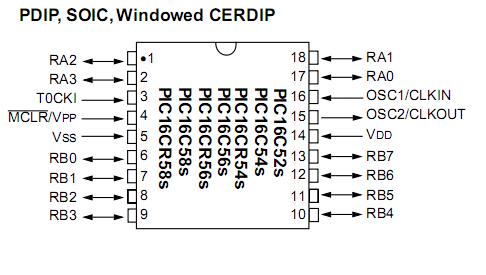 PDIP, SOIC, Windowed CERDIP
RA2 •1 18 RA1
RA3 2 17 RA0
T0CKI 3 16 OSC1/CLKIN
MCLR/VPP 4 15 OSC2/CLKOUT
VSS 5 14 VDD
RB0 6 13 RB7
RB1 7 12 RB6
RB2 8 11 RB5
RB3 9 10 RB4
PIC16C52s
PIC16C54s
PIC16CR54s
PIC16C56s
PIC16CR56s
PIC16C58s
PIC16CR58s